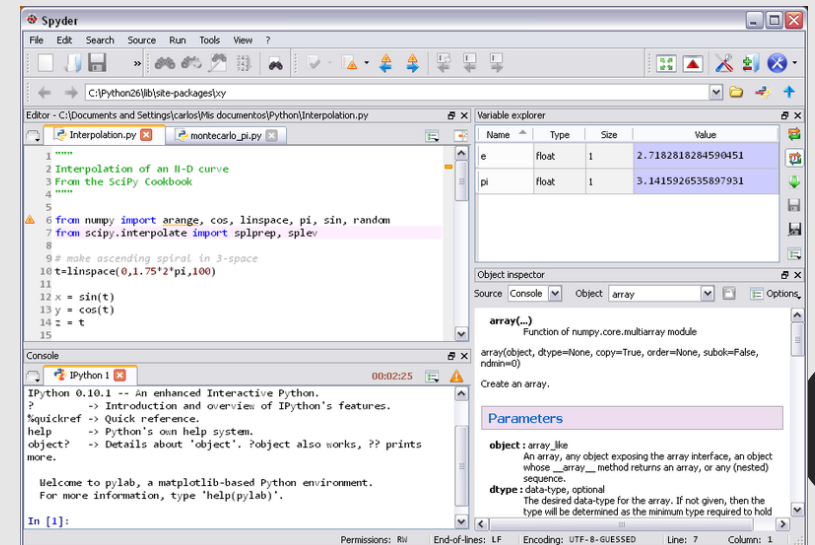 Spyder
File Edit Search Source Run Tools View ?
C:\Python26\lib\site-packages\xy
Editor - C:\Documents and Settings\carlos\Mis documentos\Python\Interpolation.py
Interpolation.py montecarlo_pi.py
1 """
2 Interpolation of an N-D curve
3 From the SciPy Cookbook
4 """
5
6 from numpy import arange, cos, linspace, pi, sin, random
7 from scipy.interpolate import splprep, splev
8
9 # make ascending spiral in 3-space
10 t=linspace(0,1.75*2*pi,100)
11
12 x = sin(t)
13 y = cos(t)
14 z = t
15
Variable explorer
Name Type Size Value
e float 1 2.7182818284590451
pi float 1 3.1415926535897931
Object inspector
Source Console Object array Options
array(...)
Function of numpy.core.multiarray module
array(object, dtype=None, copy=True, order=None, subok=False,
ndmin=0)
Create an array.
Parameters
object : array_like
An array, any object exposing the array interface, an object
whose __array__ method returns an array, or any (nested)
sequence.
dtype : data-type, optional
The desired data-type for the array. If not given, then the
type will be determined as the minimum type required to hold
Console
IPython 1 00:02:25
IPython 0.10.1 -- An enhanced Interactive Python.
? -> Introduction and overview of IPython's features.
%quickref -> Quick reference.
help -> Python's own help system.
object? -> Details about 'object'. ?object also works, ?? prints
more.
Welcome to pylab, a matplotlib-based Python environment.
For more information, type 'help(pylab)'.
In [1]:
Permissions: RW End-of-lines: LF Encoding: UTF-8-GUESSED Line: 7 Column: 1